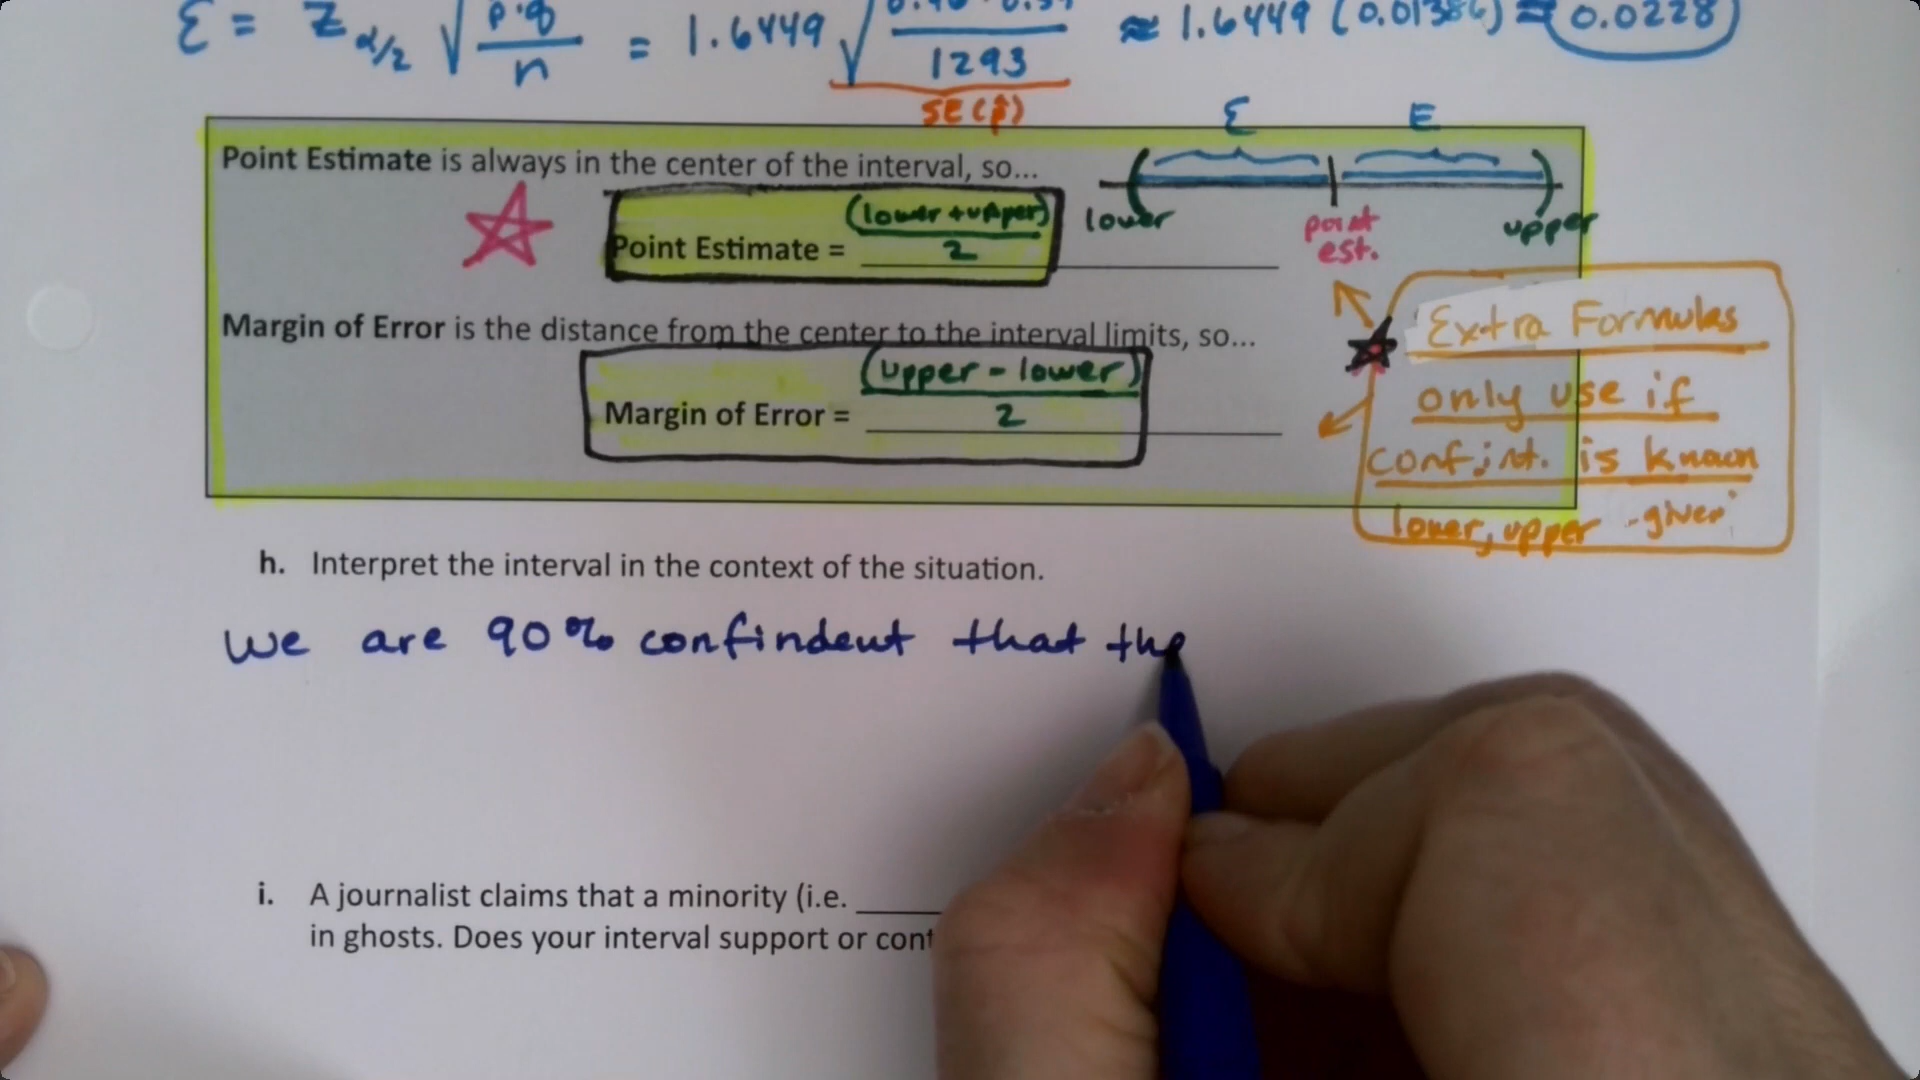 Ɛ = Z α/2 √ p·q / n = 1.6449 √ / 1293 ≈ 1.6449 (0.01386) ≈ 0.0228
SE(p̂)
Ɛ E
Point Estimate is always in the center of the interval, so...
(lower + upper)
Point Estimate = 2
lower point est. upper
Margin of Error is the distance from the center to the interval limits, so...
(upper - lower)
Margin of Error = 2
Extra Formulas
only use if
conf.int. is known
lower, upper - given
h. Interpret the interval in the context of the situation.
We are 90% confindent that the
i. A journalist claims that a minority (i.e.
in ghosts. Does your interval support or